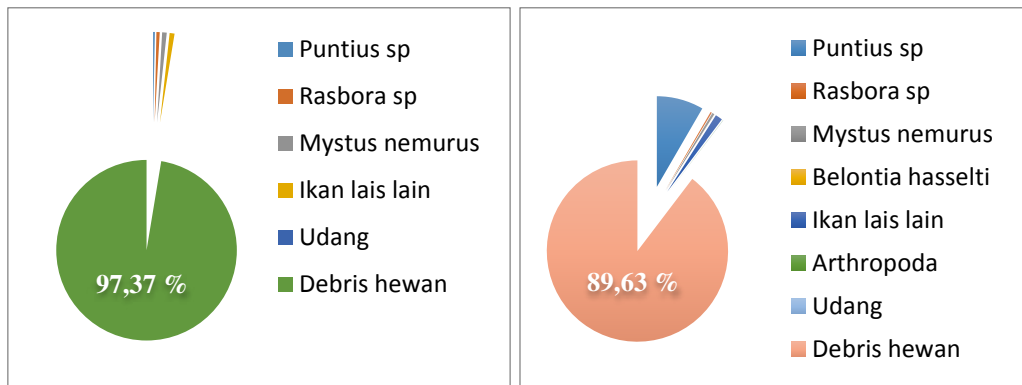 Puntius sp
Rasbora sp
Mystus nemurus
Ikan lais lain
Udang
Debris hewan
97,37 %
Puntius sp
Rasbora sp
Mystus nemurus
Belontia hasselti
Ikan lais lain
Arthropoda
Udang
Debris hewan
89,63 %